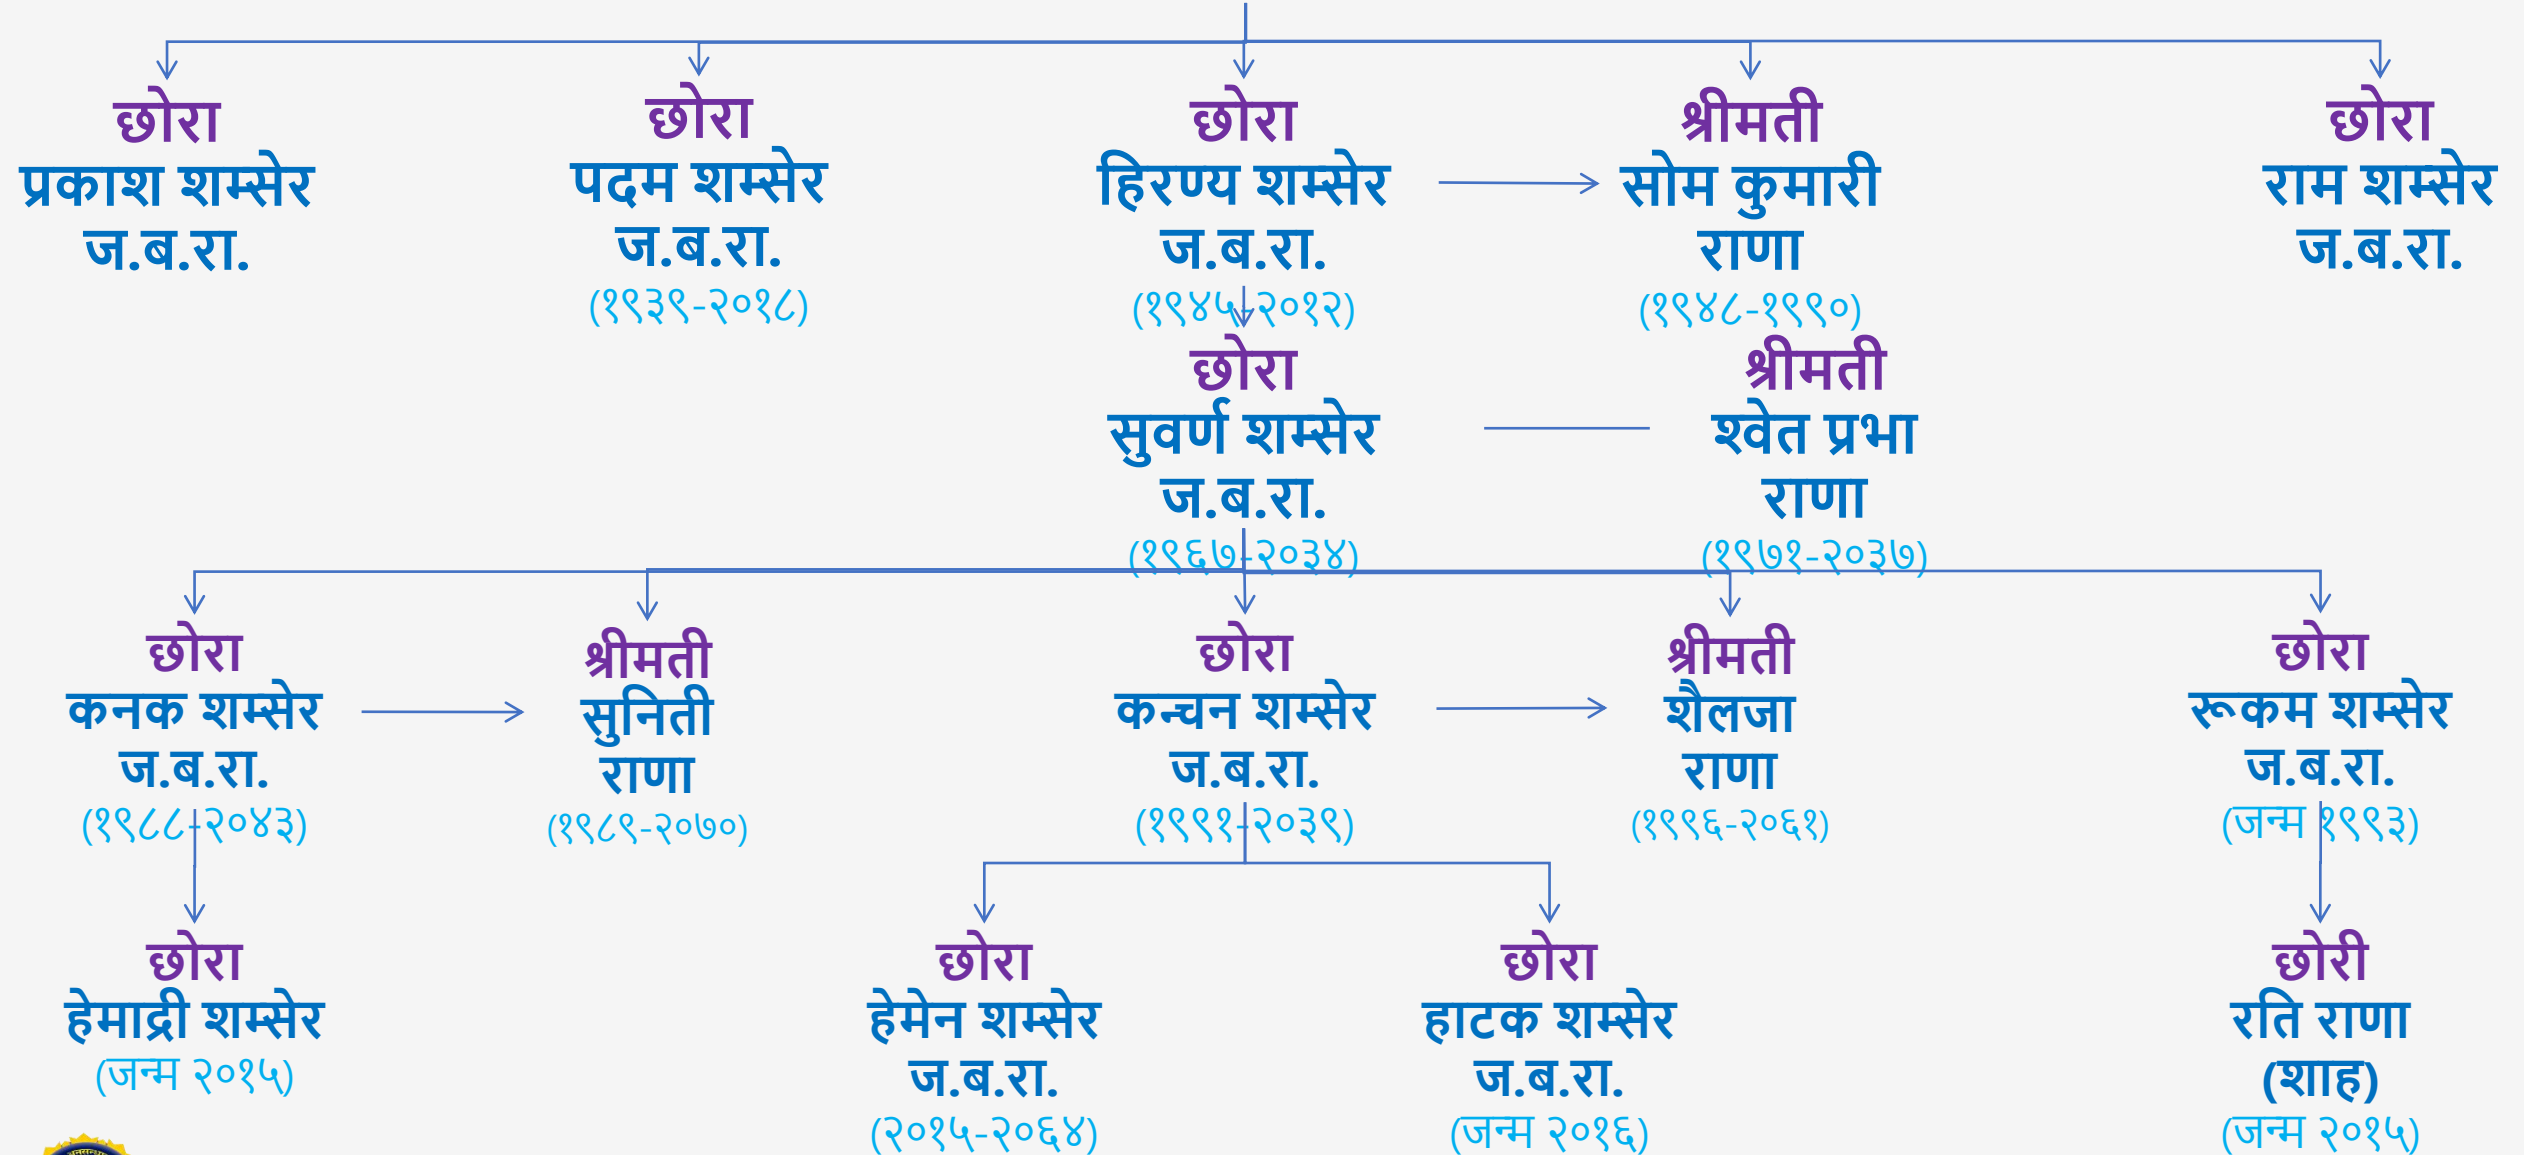 छोरा
प्रकाश शम्सेर
ज.ब.रा.
छोरा
पदम शम्सेर
ज.ब.रा.
(१९३९-२०१८)
छोरा
हिरण्य शम्सेर
ज.ब.रा.
(१९४५-२०१२)
श्रीमती
सोम कुमारी
राणा
(१९४८-१९९०)
छोरा
राम शम्सेर
ज.ब.रा.
छोरा
सुवर्ण शम्सेर
ज.ब.रा.
(१९६७-२०३४)
श्रीमती
श्वेत प्रभा
राणा
(१९७१-२०३७)
छोरा
कनक शम्सेर
ज.ब.रा.
(१९८८-२०४३)
श्रीमती
सुनिती
राणा
(१९८९-२०७०)
छोरा
कन्चन शम्सेर
ज.ब.रा.
(१९९१-२०३९)
श्रीमती
शैलजा
राणा
(१९९६-२०६१)
छोरा
रूकम शम्सेर
ज.ब.रा.
(जन्म १९९३)
छोरा
हेमाद्री शम्सेर
(जन्म २०१५)
छोरा
हेमेन शम्सेर
ज.ब.रा.
(२०१५-२०६४)
छोरा
हाटक शम्सेर
ज.ब.रा.
(जन्म २०१६)
छोरी
रति राणा
(शाह)
(जन्म २०१५)